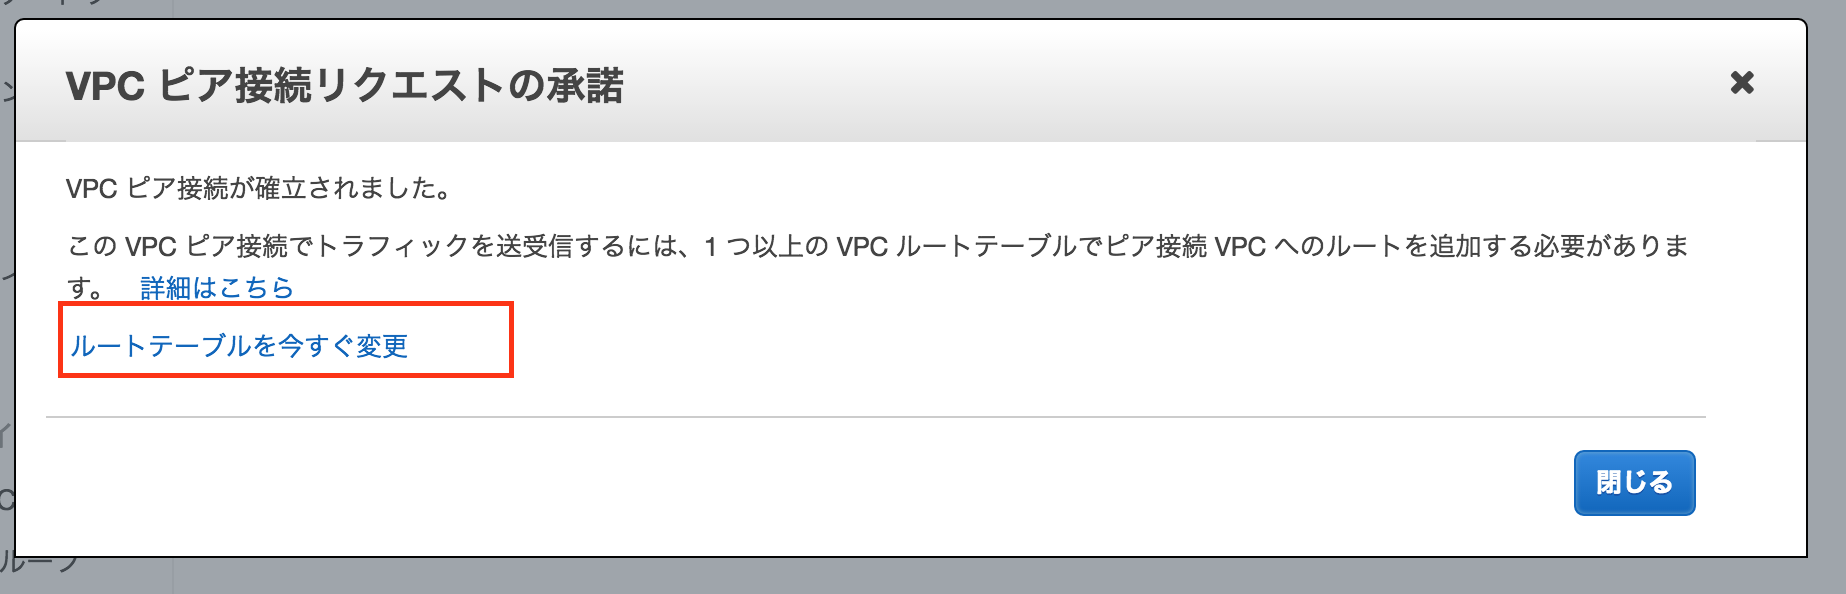 VPC ピア接続リクエストの承諾
VPC ピア接続が確立されました。
この VPC ピア接続でトラフィックを送受信するには、1 つ以上の VPC ルートテーブルでピア接続 VPC へのルートを追加する必要がありま
す。 詳細はこちら
ルートテーブルを今すぐ変更
閉じる
ループ